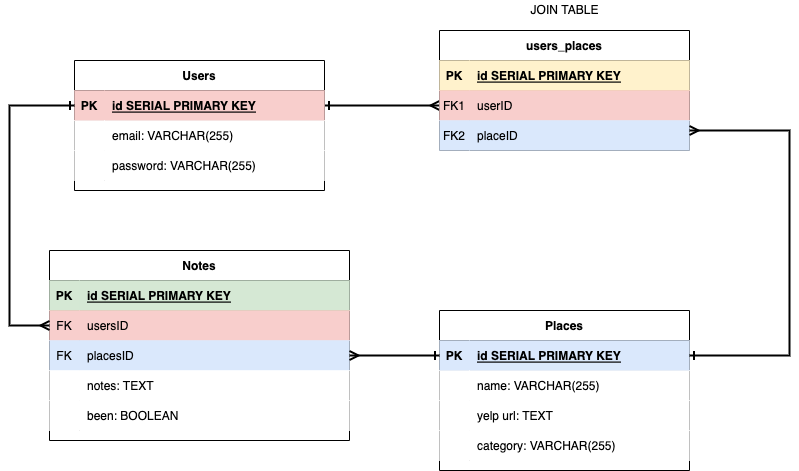 JOIN TABLE
users_places
PK id SERIAL PRIMARY KEY
FK1 userID
FK2 placeID
Users
PK id SERIAL PRIMARY KEY
email: VARCHAR(255)
password: VARCHAR(255)
Notes
PK id SERIAL PRIMARY KEY
FK usersID
FK placesID
notes: TEXT
been: BOOLEAN
Places
PK id SERIAL PRIMARY KEY
name: VARCHAR(255)
yelp url: TEXT
category: VARCHAR(255)